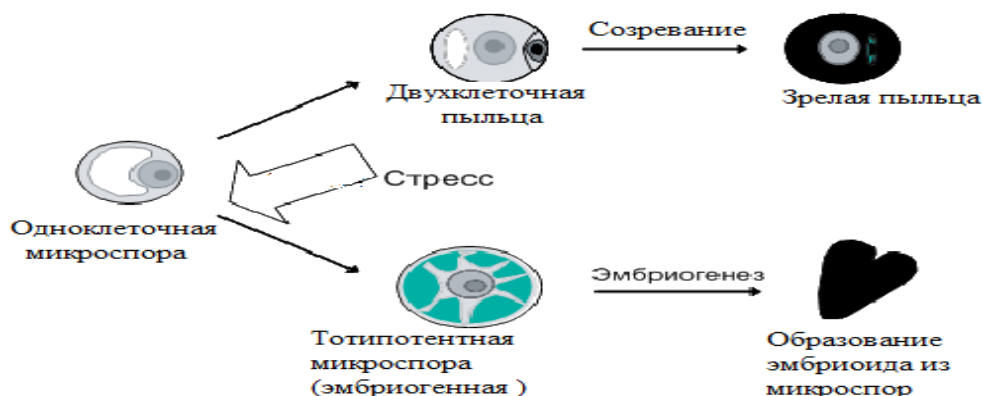 Созревание
Двухклеточная
пыльца
Зрелая пыльца
Стресс
Одноклеточная
микроспора
Эмбриогенез
Тотипотентная
микроспора
(эмбриогенная )
Образование
эмбриоида из
микроспор